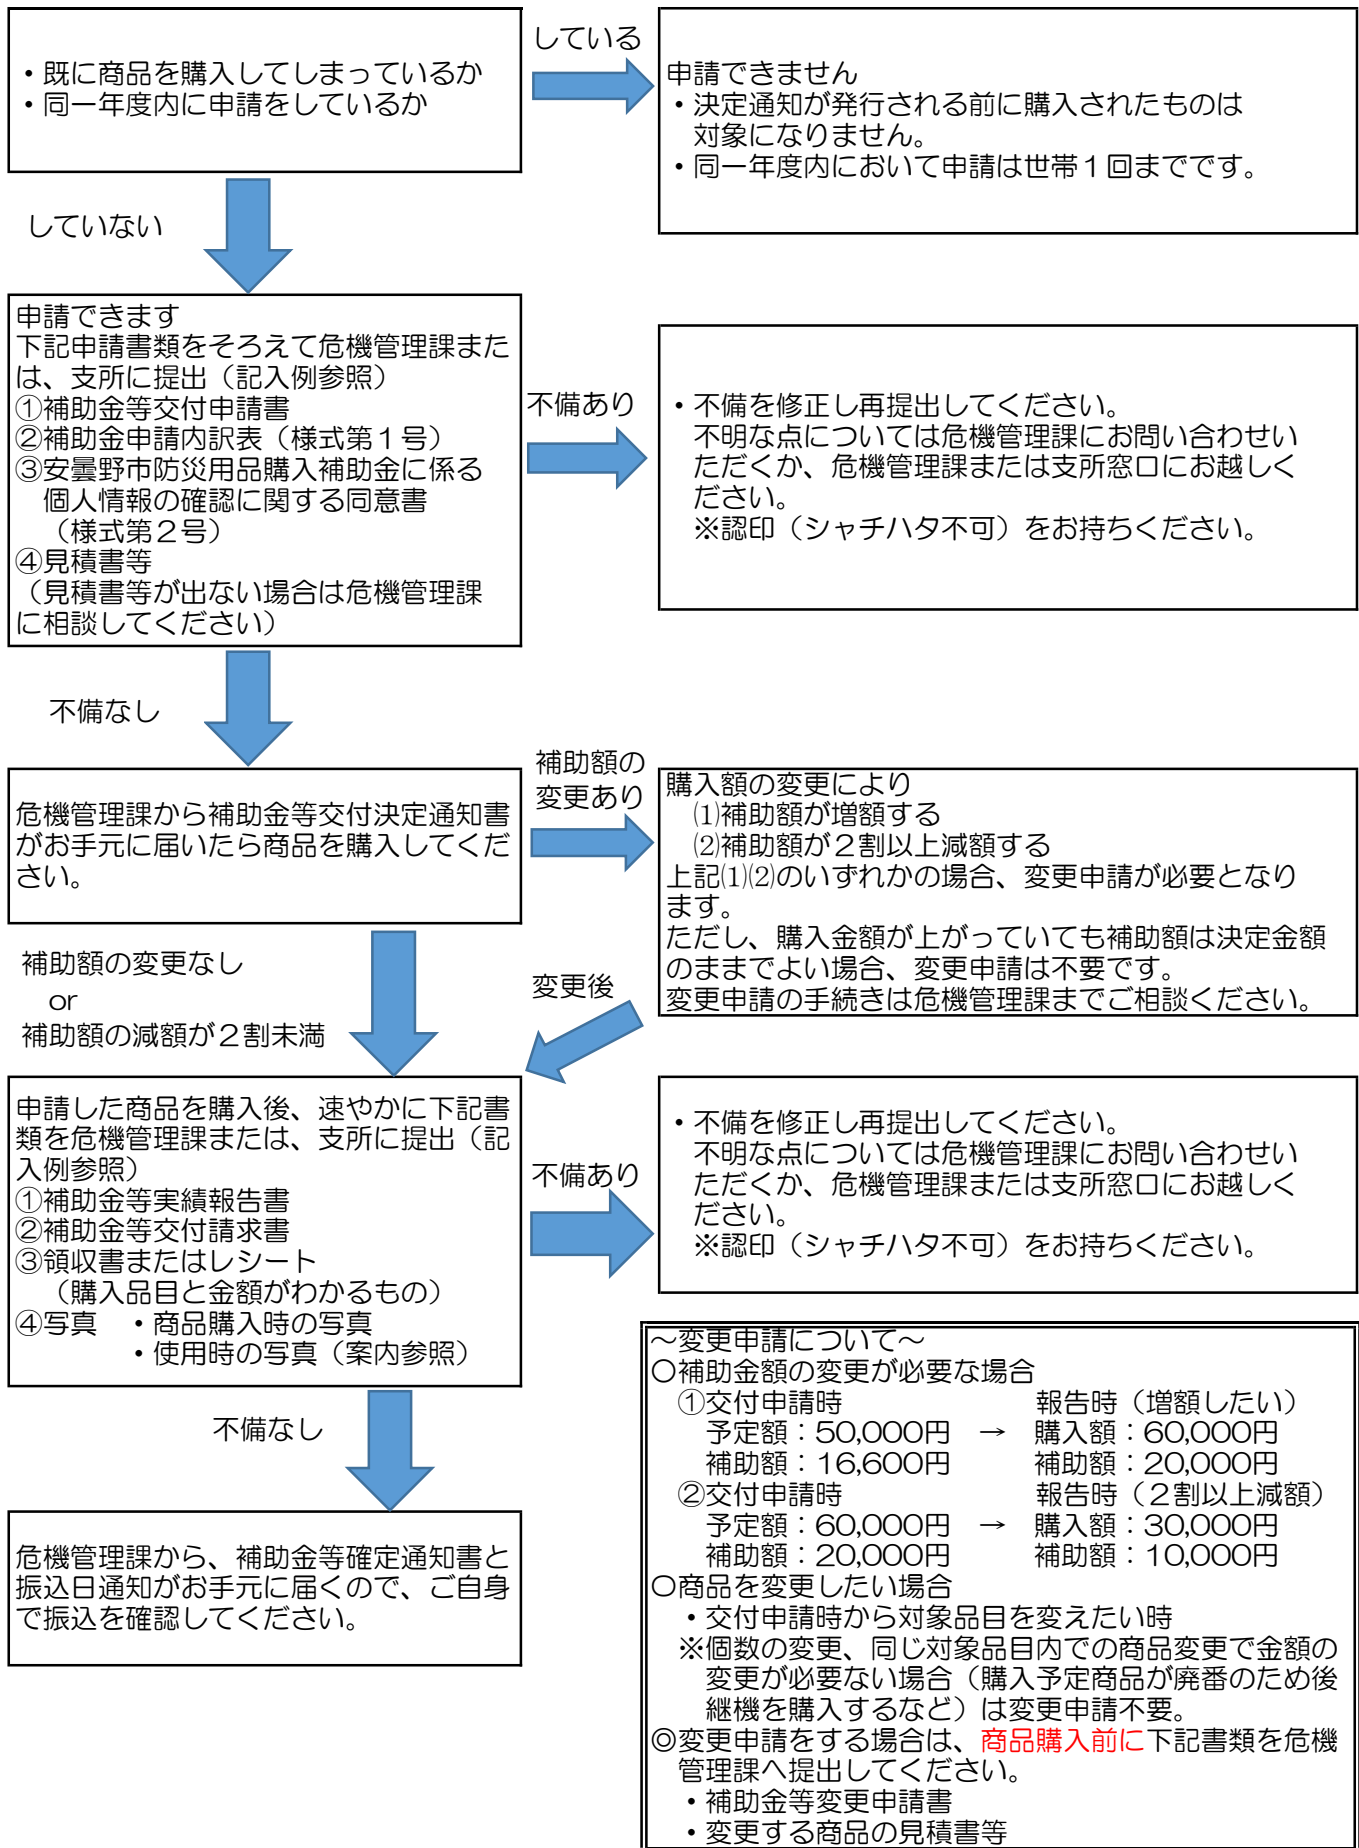 ・既に商品を購入してしまっているか
・同一年度内に申請をしているか
している
申請できません
・決定通知が発行される前に購入されたものは
対象になりません。
・同一年度内において申請は世帯１回までです。
していない
申請できます
下記申請書類をそろえて危機管理課また
は、支所に提出（記入例参照）
①補助金等交付申請書
②補助金申請内訳表（様式第１号）
③安曇野市防災用品購入補助金に係る
個人情報の確認に関する同意書
（様式第２号）
④見積書等
（見積書等が出ない場合は危機管理課
に相談してください）
不備あり
・不備を修正し再提出してください。
不明な点については危機管理課にお問い合わせい
ただくか、危機管理課または支所窓口にお越しく
ださい。
※認印（シャチハタ不可）をお持ちください。
不備なし
危機管理課から補助金等交付決定通知書
がお手元に届いたら商品を購入してくだ
さい。
補助額の
変更あり
購入額の変更により
⑴補助額が増額する
⑵補助額が２割以上減額する
上記⑴⑵のいずれかの場合、変更申請が必要となり
ます。
ただし、購入金額が上がっていても補助額は決定金額
のままでよい場合、変更申請は不要です。
変更申請の手続きは危機管理課までご相談ください。
補助額の変更なし
or
補助額の減額が２割未満
変更後
申請した商品を購入後、速やかに下記書
類を危機管理課または、支所に提出（記
入例参照）
①補助金等実績報告書
②補助金等交付請求書
③領収書またはレシート
（購入品目と金額がわかるもの）
④写真　・商品購入時の写真
・使用時の写真（案内参照）
不備あり
・不備を修正し再提出してください。
不明な点については危機管理課にお問い合わせい
ただくか、危機管理課または支所窓口にお越しく
ださい。
※認印（シャチハタ不可）をお持ちください。
不備なし
危機管理課から、補助金等確定通知書と
振込日通知がお手元に届くので、ご自身
で振込を確認してください。
～変更申請について～
〇補助金額の変更が必要な場合
①交付申請時　報告時（増額したい）
予定額：50,000円　→　購入額：60,000円
補助額：16,600円　補助額：20,000円
②交付申請時　報告時（２割以上減額）
予定額：60,000円　→　購入額：30,000円
補助額：20,000円　補助額：10,000円
〇商品を変更したい場合
・交付申請時から対象品目を変えたい時
※個数の変更、同じ対象品目内での商品変更で金額の
変更が必要ない場合（購入予定商品が廃番のため後
継機を購入するなど）は変更申請不要。
◎変更申請をする場合は、商品購入前に下記書類を危機
管理課へ提出してください。
・補助金等変更申請書
・変更する商品の見積書等